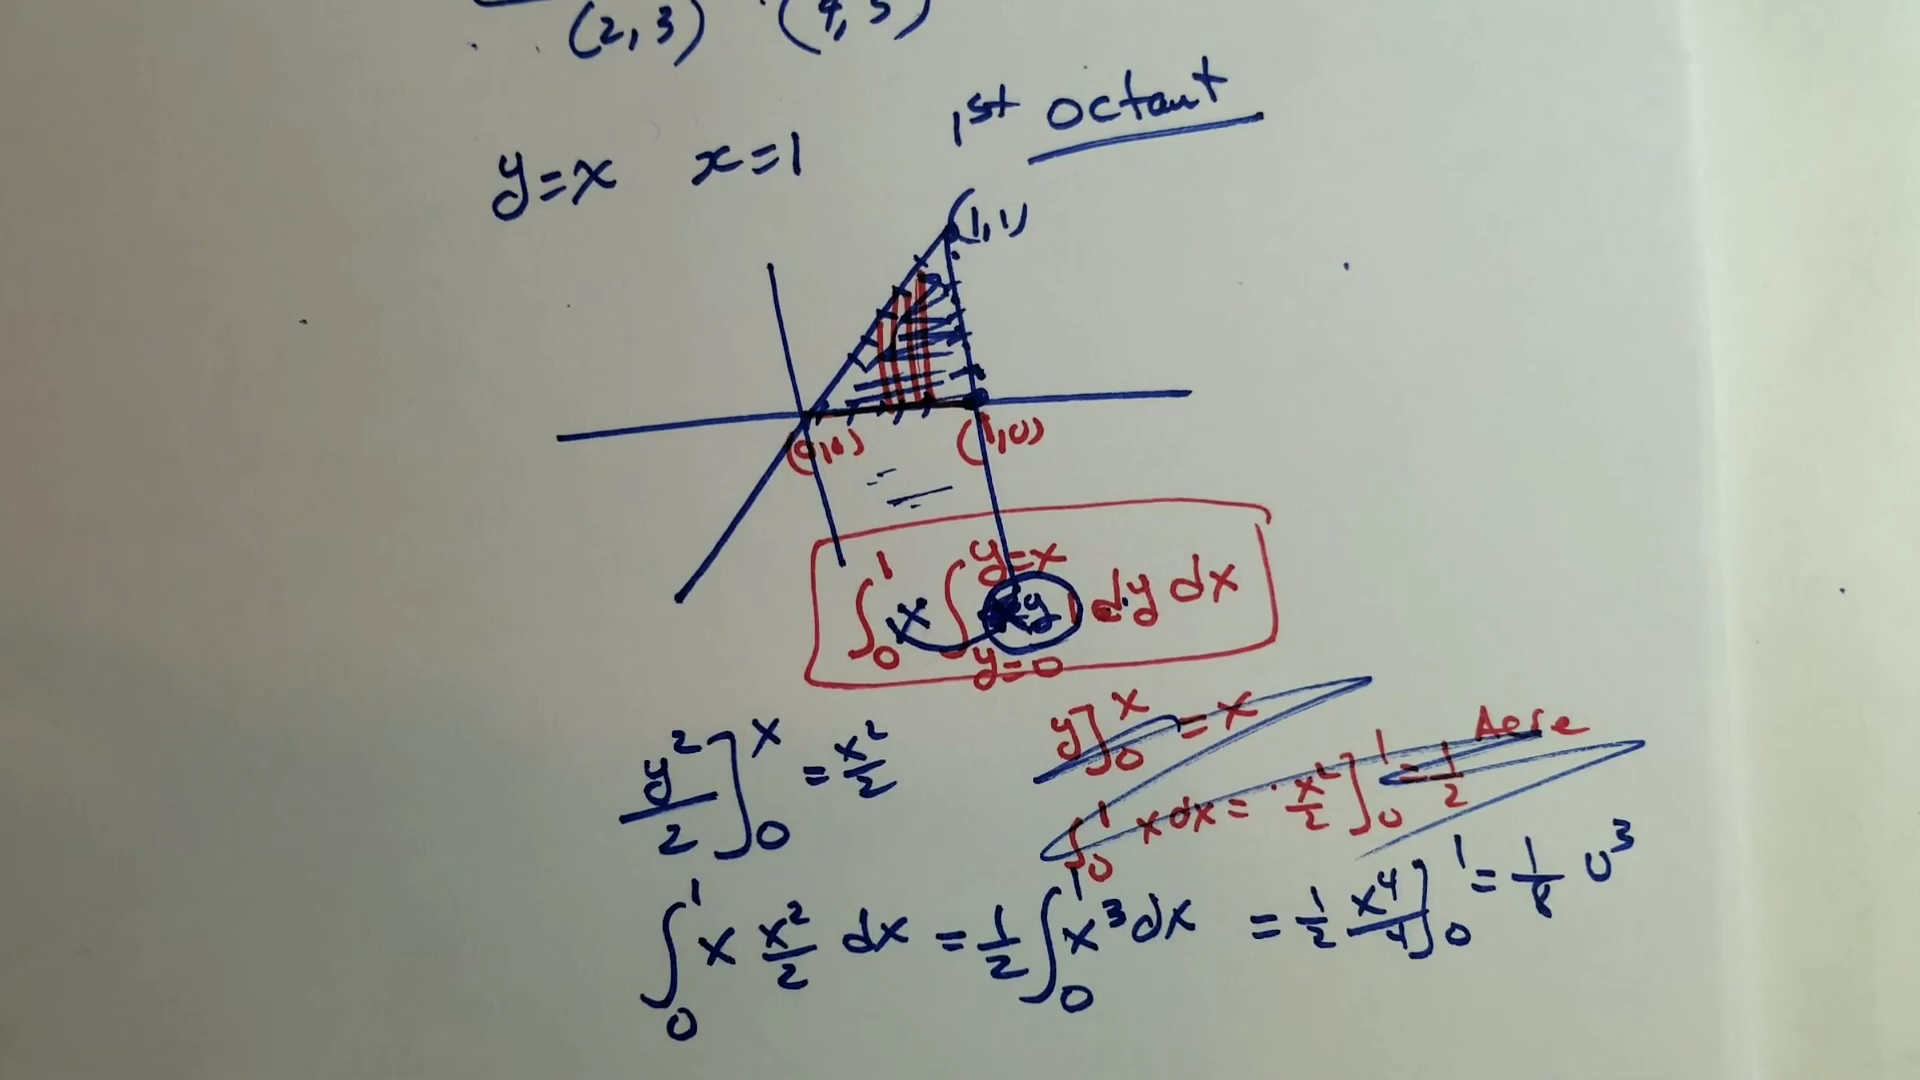 (2,3) (4,5)
1st octant
y=x x=1
(1,1)
(0,0) (1,0)
∫₀¹ x ∫_{y=0}^{y=x} y dy dx
y]₀ˣ = x
y²/2]₀ˣ = x²/2
∫₀¹ x dx = x²/2]₀¹ = 1/2
∫₀¹ x x²/2 dx = 1/2 ∫₀¹ x³ dx = 1/2 x⁴/4]₀¹ = 1/8 u³